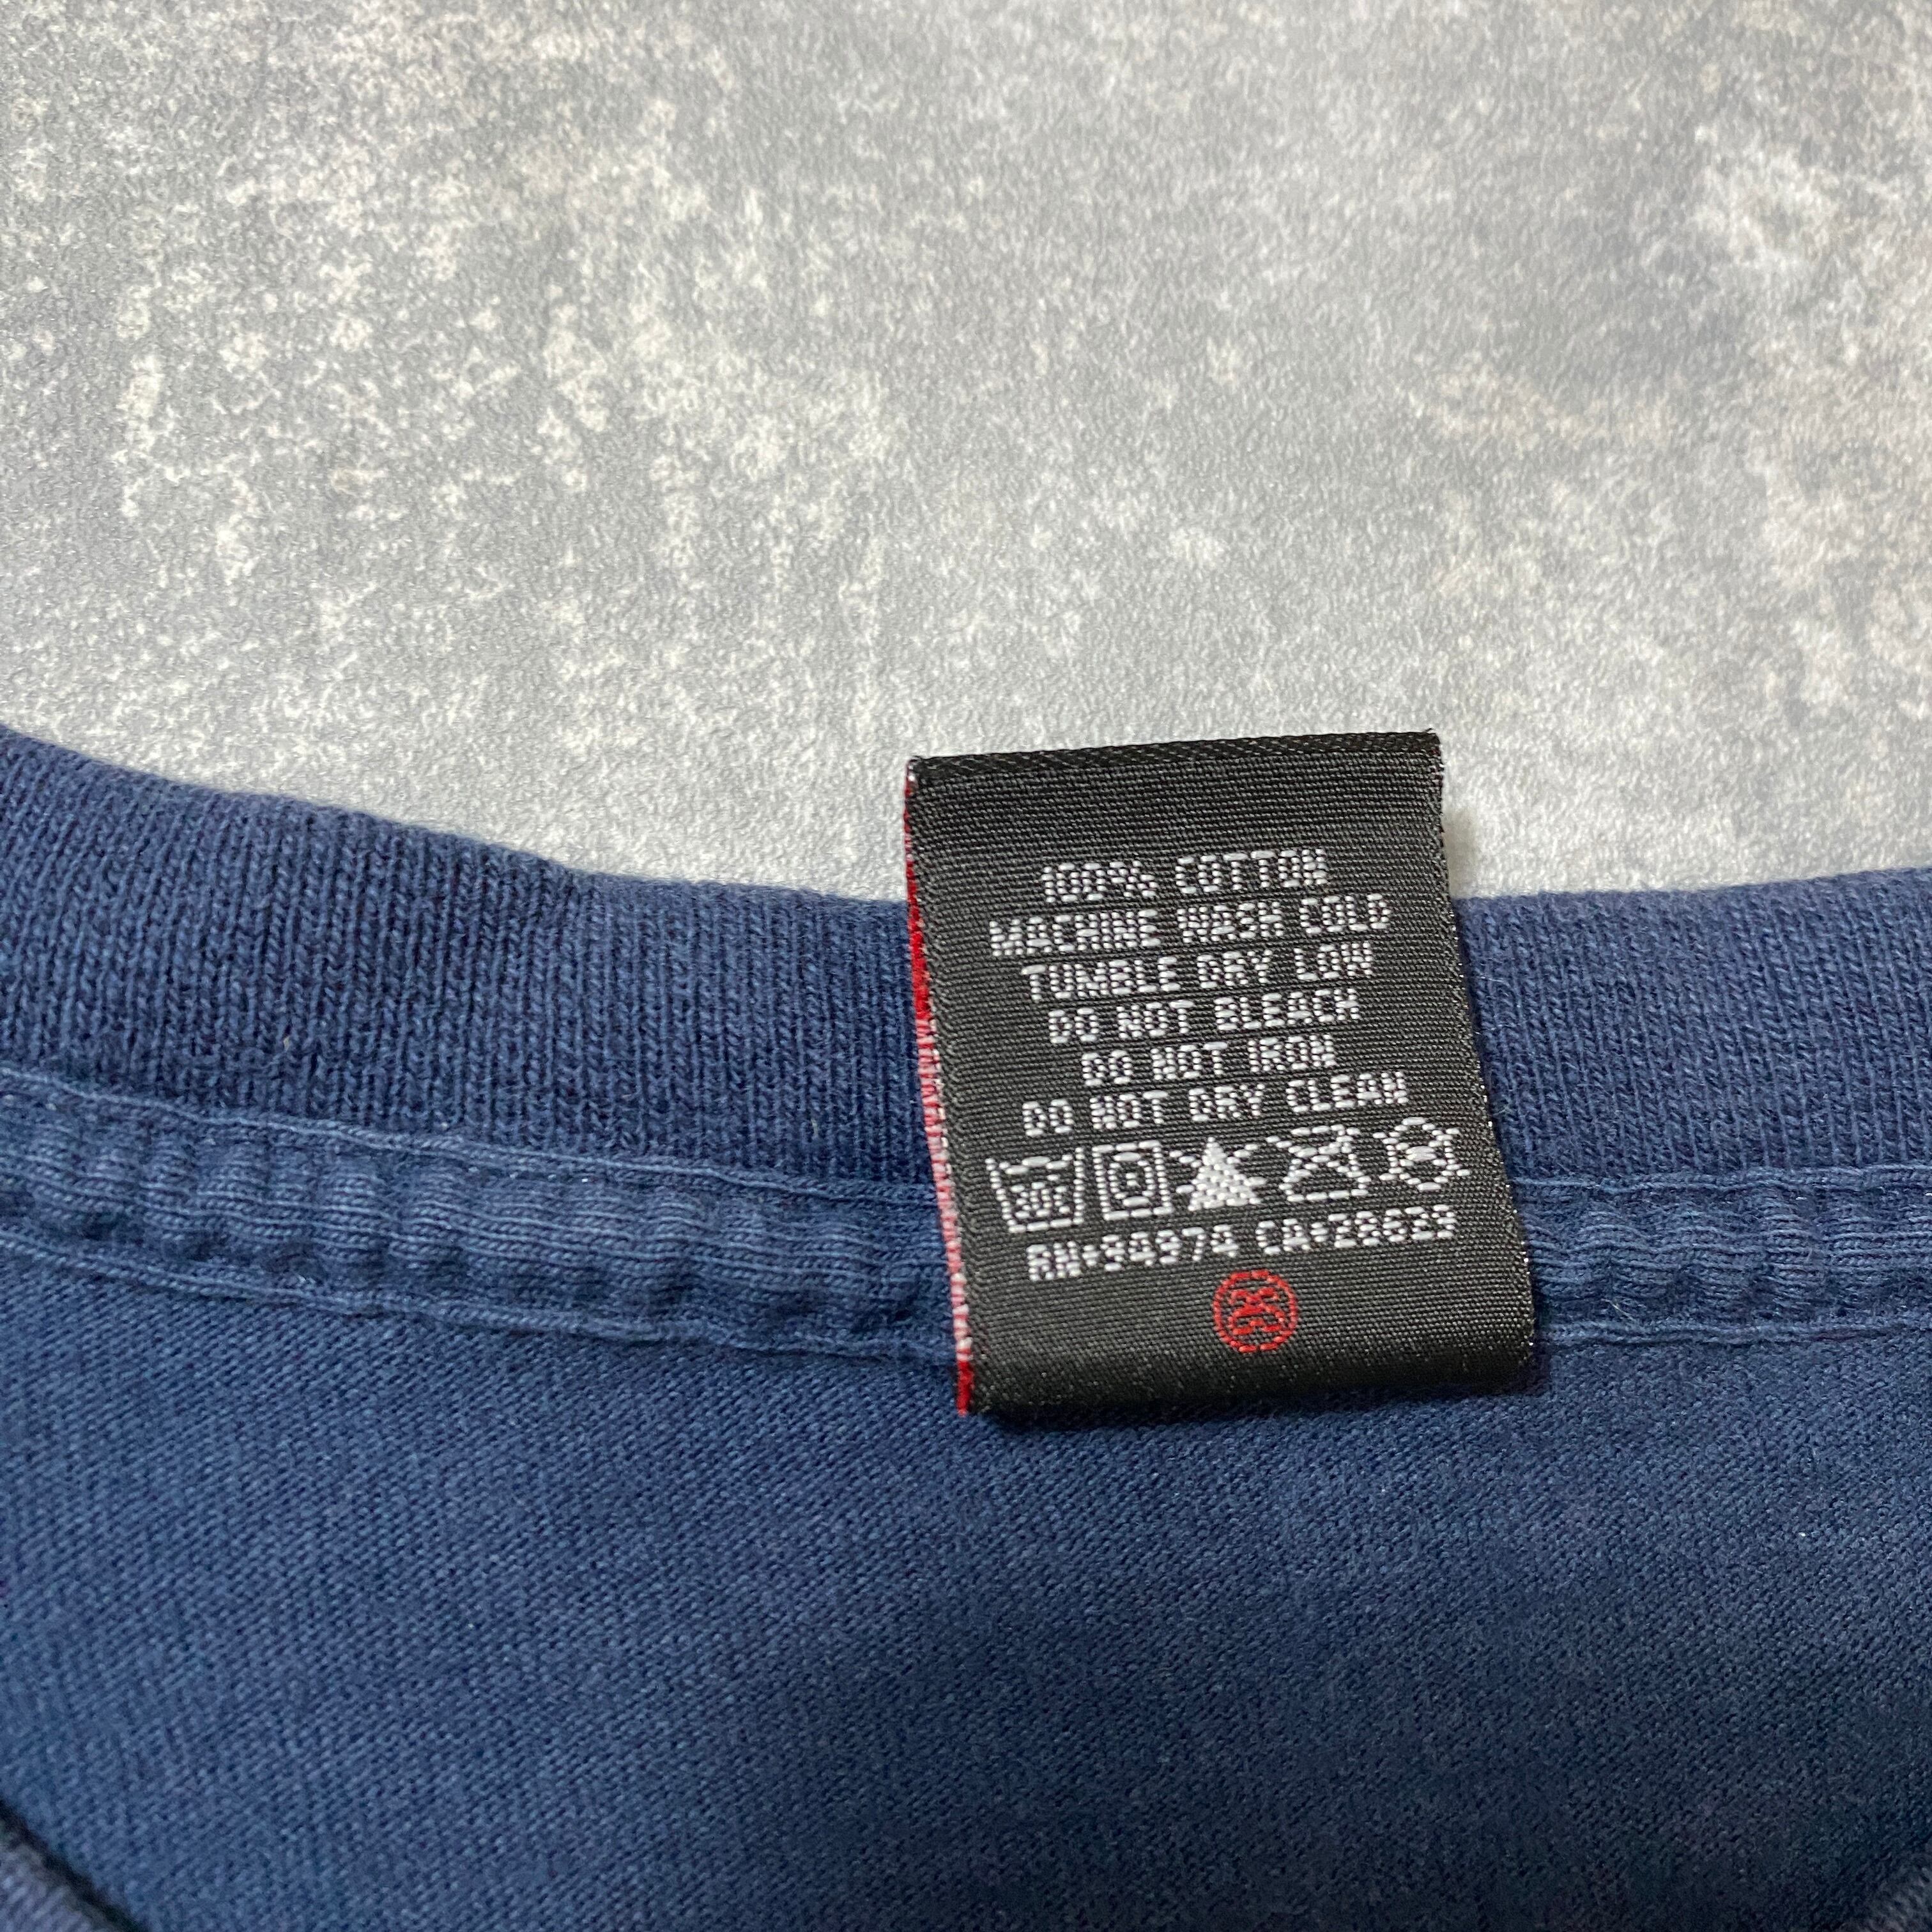 100% COTTON
MACHINE WASH COLD
TUMBLE DRY LOW
DO NOT BLEACH
DO NOT IRON
DO NOT DRY CLEAN
RN•94974 CA•28629